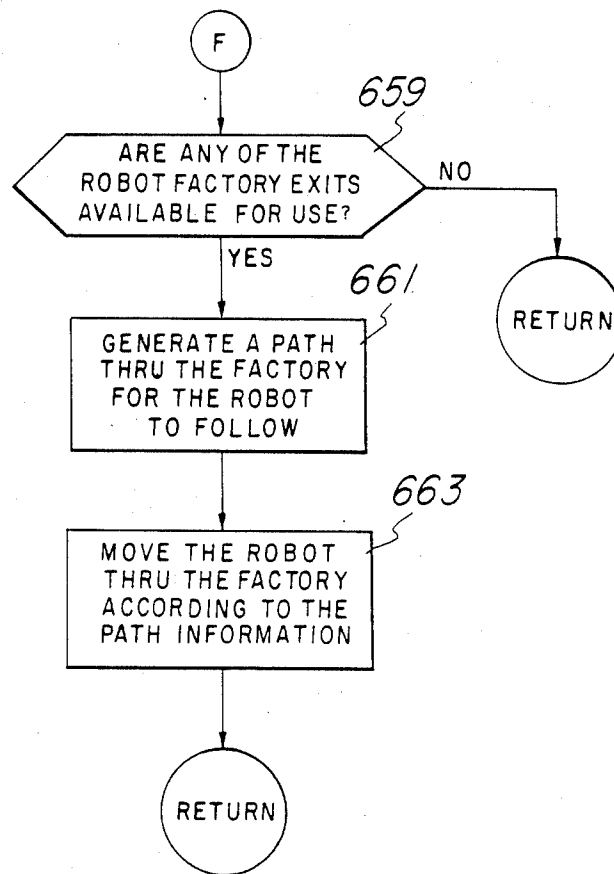 F
659
ARE ANY OF THE
ROBOT FACTORY EXITS
AVAILABLE FOR USE?
NO
YES
RETURN
661
GENERATE A PATH
THRU THE FACTORY
FOR THE ROBOT
TO FOLLOW
663
MOVE THE ROBOT
THRU THE FACTORY
ACCORDING TO THE
PATH INFORMATION
RETURN